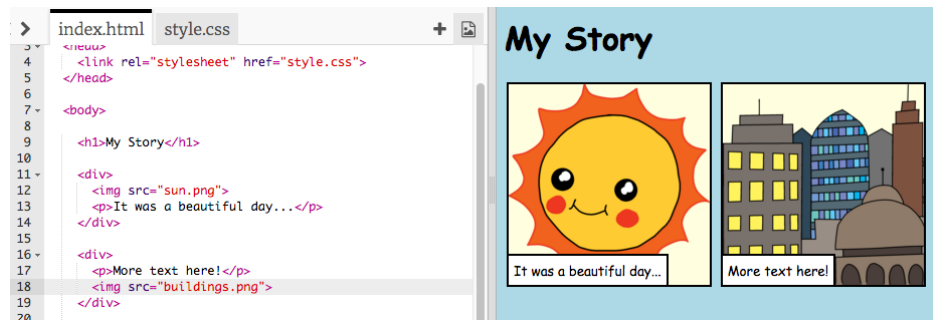 index.html style.css
3 <head>
4 <link rel="stylesheet" href="style.css">
5 </head>
6
7 <body>
8
9 <h1>My Story</h1>
10
11 <div>
12 <img src="sun.png">
13 <p>It was a beautiful day...</p>
14 </div>
15
16 <div>
17 <p>More text here!</p>
18 <img src="buildings.png">
19 </div>
20
My Story
It was a beautiful day...
More text here!